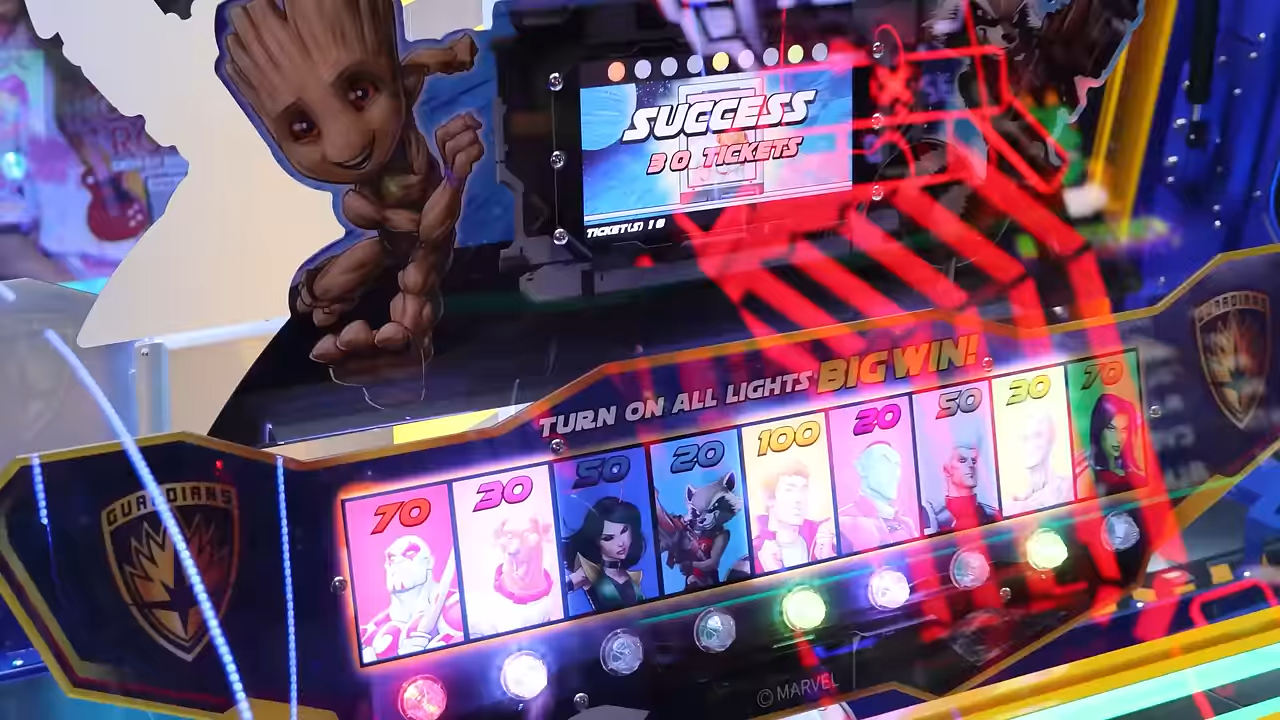 SUCCESS
30 TICKETS
TICKET(S) 18
TURN ON ALL LIGHTS BIG WIN!
70 30 50 20 100 20 50 30 70
GUARDIANS
GUARDIANS
© MARVEL